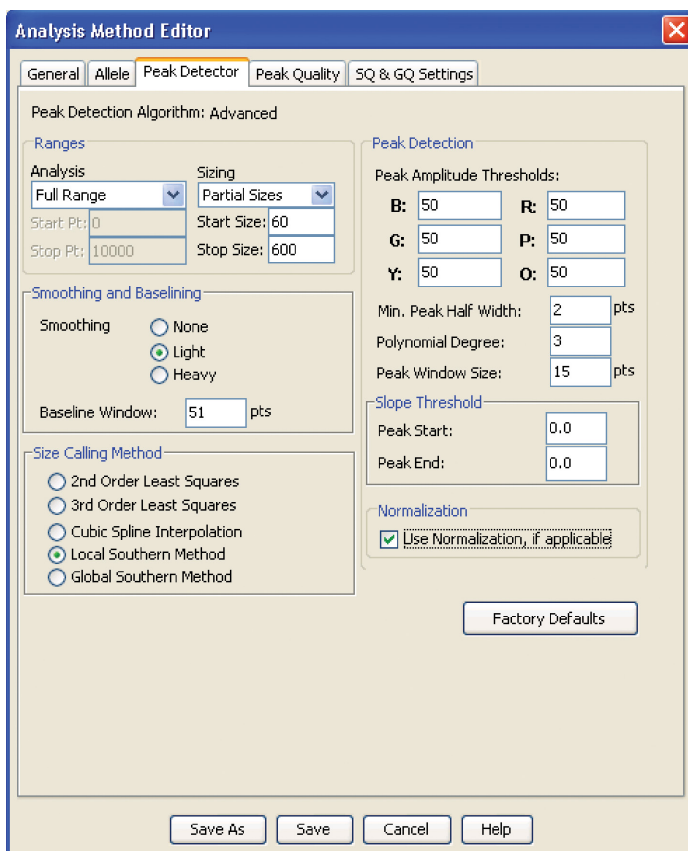 Analysis Method Editor
General Allele Peak Detector Peak Quality SQ & GQ Settings
Peak Detection Algorithm: Advanced
Ranges
Analysis Sizing
Full Range Partial Sizes
Start Pt: 0 Start Size: 60
Stop Pt: 10000 Stop Size: 600
Smoothing and Baselining
Smoothing None
Light
Heavy
Baseline Window: 51 pts
Size Calling Method
2nd Order Least Squares
3rd Order Least Squares
Cubic Spline Interpolation
Local Southern Method
Global Southern Method
Peak Detection
Peak Amplitude Thresholds:
B: 50 R: 50
G: 50 P: 50
Y: 50 O: 50
Min. Peak Half Width: 2 pts
Polynomial Degree: 3
Peak Window Size: 15 pts
Slope Threshold
Peak Start: 0.0
Peak End: 0.0
Normalization
Use Normalization, if applicable
Factory Defaults
Save As Save Cancel Help